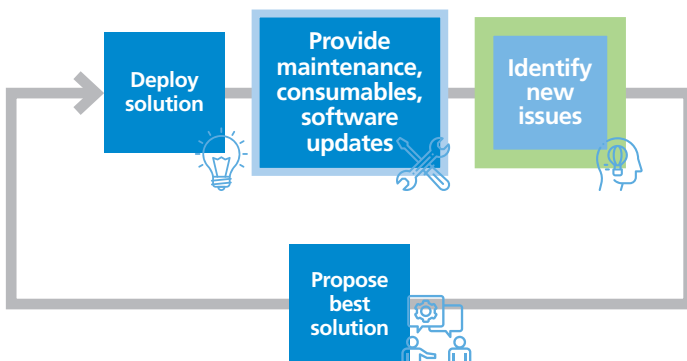 Deploy
solution
Provide
maintenance,
consumables,
software
updates
Identify
new
issues
Propose
best
solution